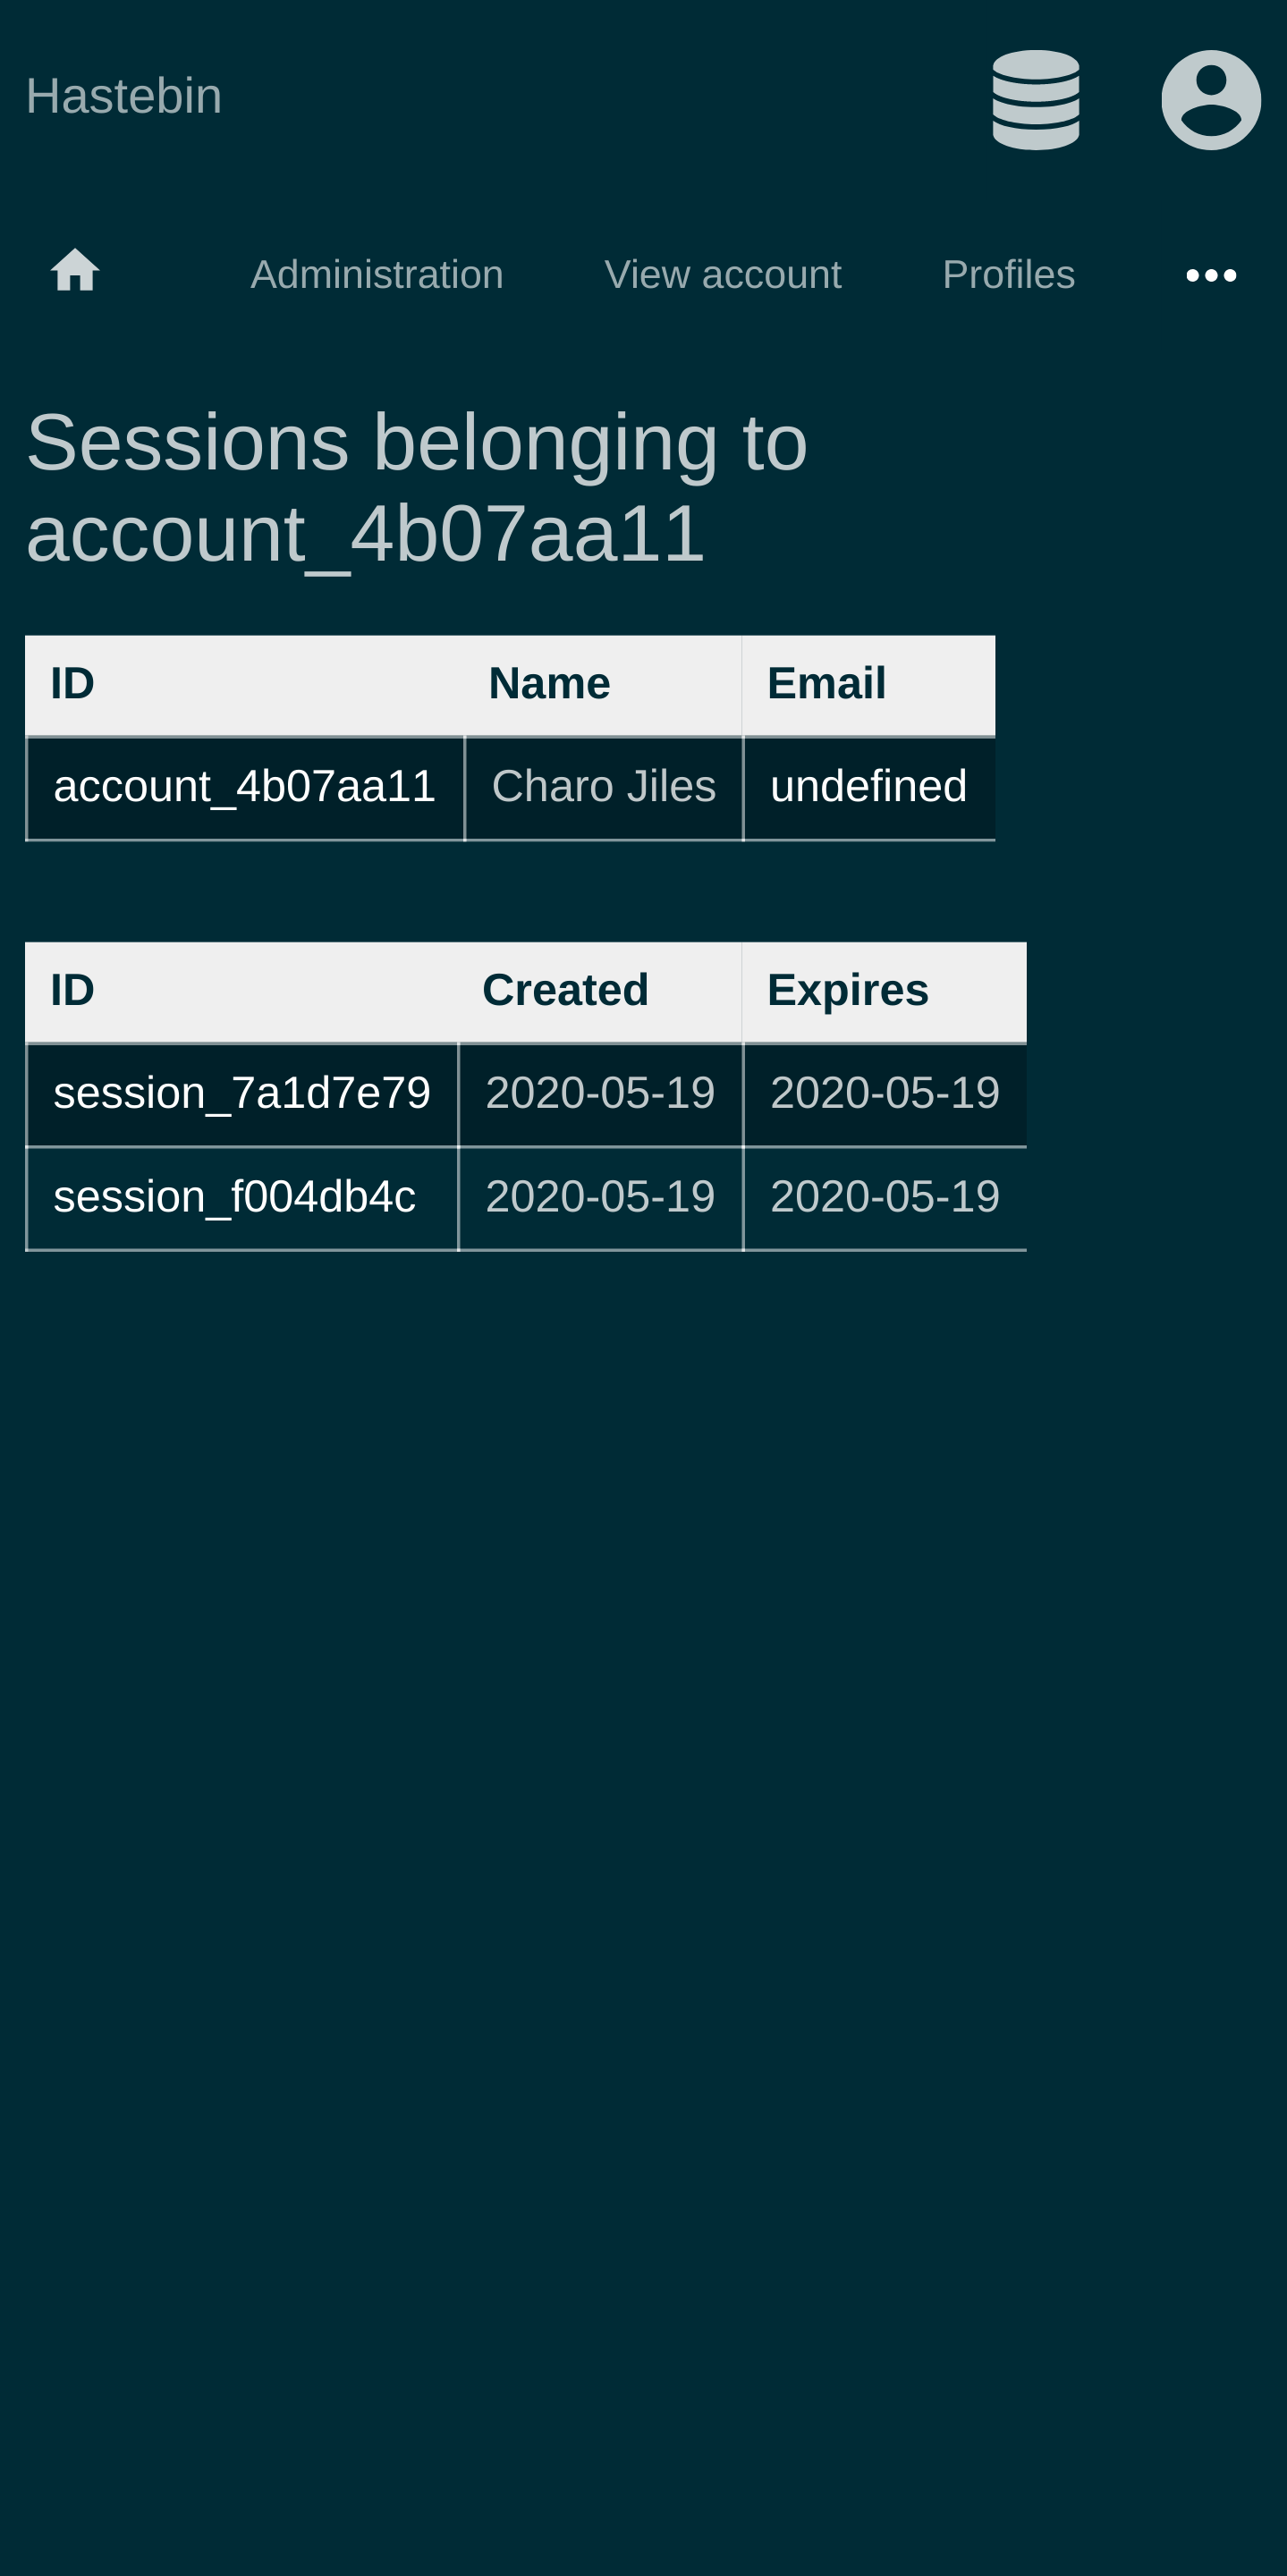 Hastebin
Administration View account Profiles
Sessions belonging to
account_4b07aa11
ID Name Email
account_4b07aa11 Charo Jiles undefined
ID Created Expires
session_7a1d7e79 2020-05-19 2020-05-19
session_f004db4c 2020-05-19 2020-05-19